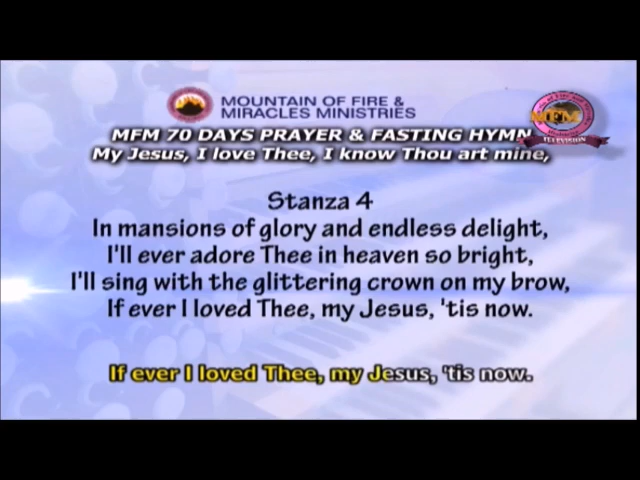 MOUNTAIN OF FIRE &
MIRACLES MINISTRIES
MFM 70 DAYS PRAYER & FASTING HYMN
My Jesus, I love Thee, I know Thou art mine,
MFM
TELEVISION
Stanza 4
In mansions of glory and endless delight,
I'll ever adore Thee in heaven so bright,
I'll sing with the glittering crown on my brow,
If ever I loved Thee, my Jesus, 'tis now.
If ever I loved Thee, my Jesus, 'tis now.